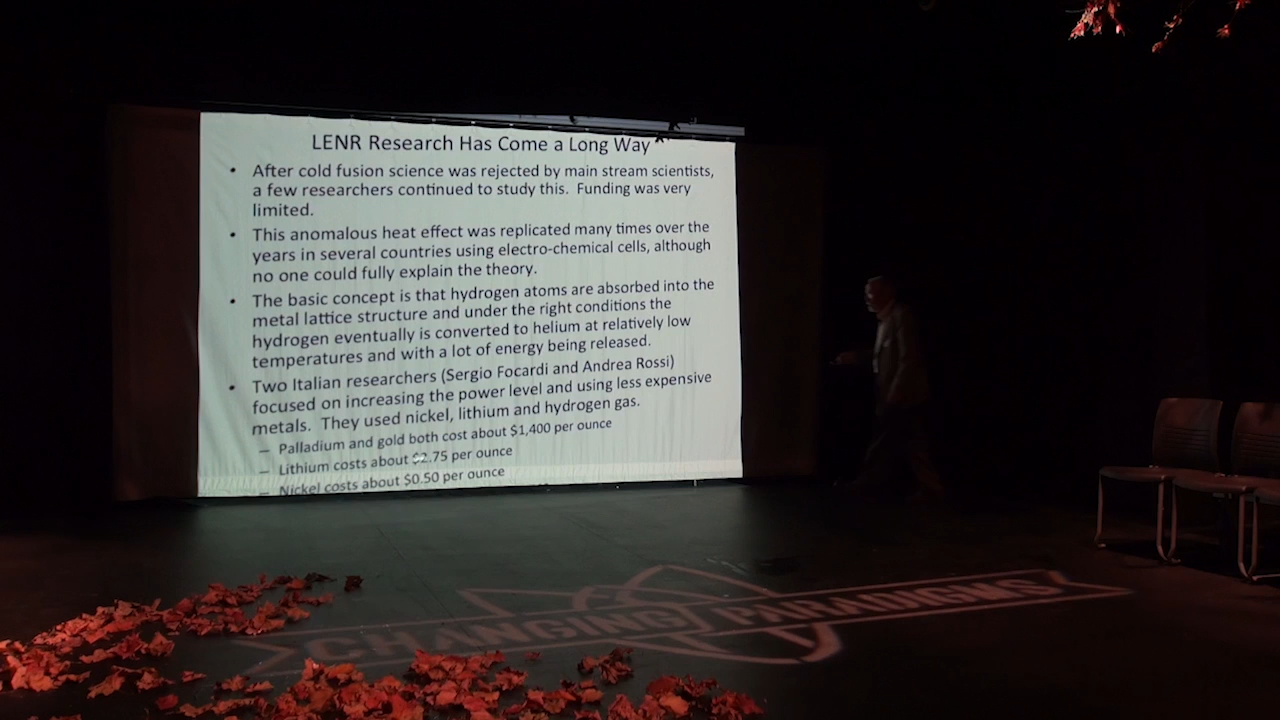 LENR Research Has Come a Long Way
• After cold fusion science was rejected by main stream scientists,
a few researchers continued to study this. Funding was very
limited.
• This anomalous heat effect was replicated many times over the
years in several countries using electro-chemical cells, although
no one could fully explain the theory.
• The basic concept is that hydrogen atoms are absorbed into the
metal lattice structure and under the right conditions the
hydrogen eventually is converted to helium at relatively low
temperatures and with a lot of energy being released.
• Two Italian researchers (Sergio Focardi and Andrea Rossi)
focused on increasing the power level and using less expensive
metals. They used nickel, lithium and hydrogen gas.
– Palladium and gold both cost about $1,400 per ounce
– Lithium costs about $2.75 per ounce
– Nickel costs about $0.50 per ounce
CHANGING PARADIGMS